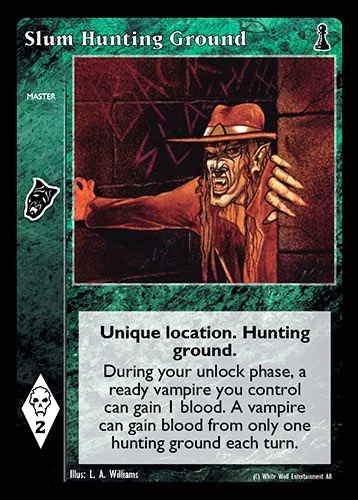 Slum Hunting Ground
MASTER
Unique location. Hunting
ground.
During your unlock phase, a
ready vampire you control
can gain 1 blood. A vampire
can gain blood from only one
hunting ground each turn.
2
Illus: L. A. Williams
(C) White Wolf Entertainment AB